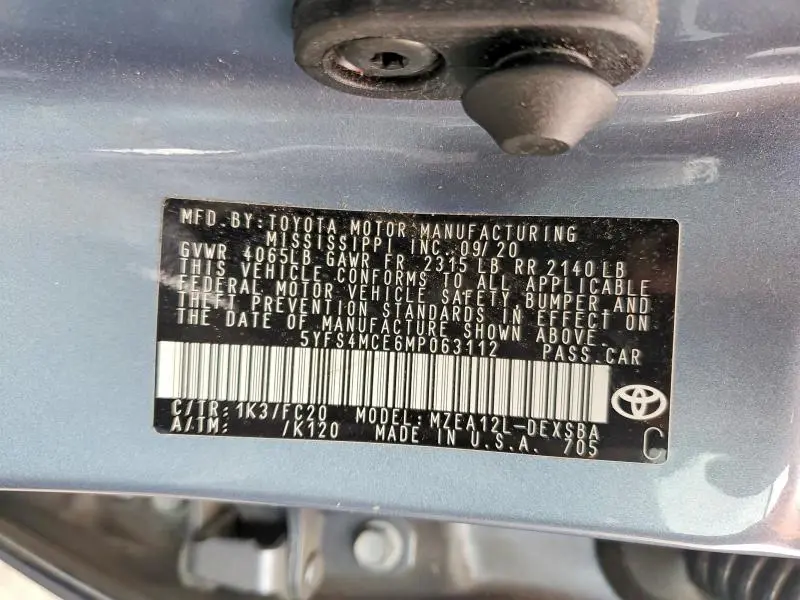 MFD. BY: TOYOTA MOTOR MANUFACTURING
MISSISSIPPI INC. 09/20
GVWR 4065LB GAWR FR 2315 LB RR 2140 LB
THIS VEHICLE CONFORMS TO ALL APPLICABLE
FEDERAL MOTOR VEHICLE SAFETY, BUMPER AND
THEFT PREVENTION STANDARDS IN EFFECT ON
THE DATE OF MANUFACTURE SHOWN ABOVE.
5YFS4MCE6MP063112 PASS. CAR
C/TR: 1K3/FC20 MODEL: MZEA12L-DEXSBA
A/TM: /K120 MADE IN U.S.A. 705
C